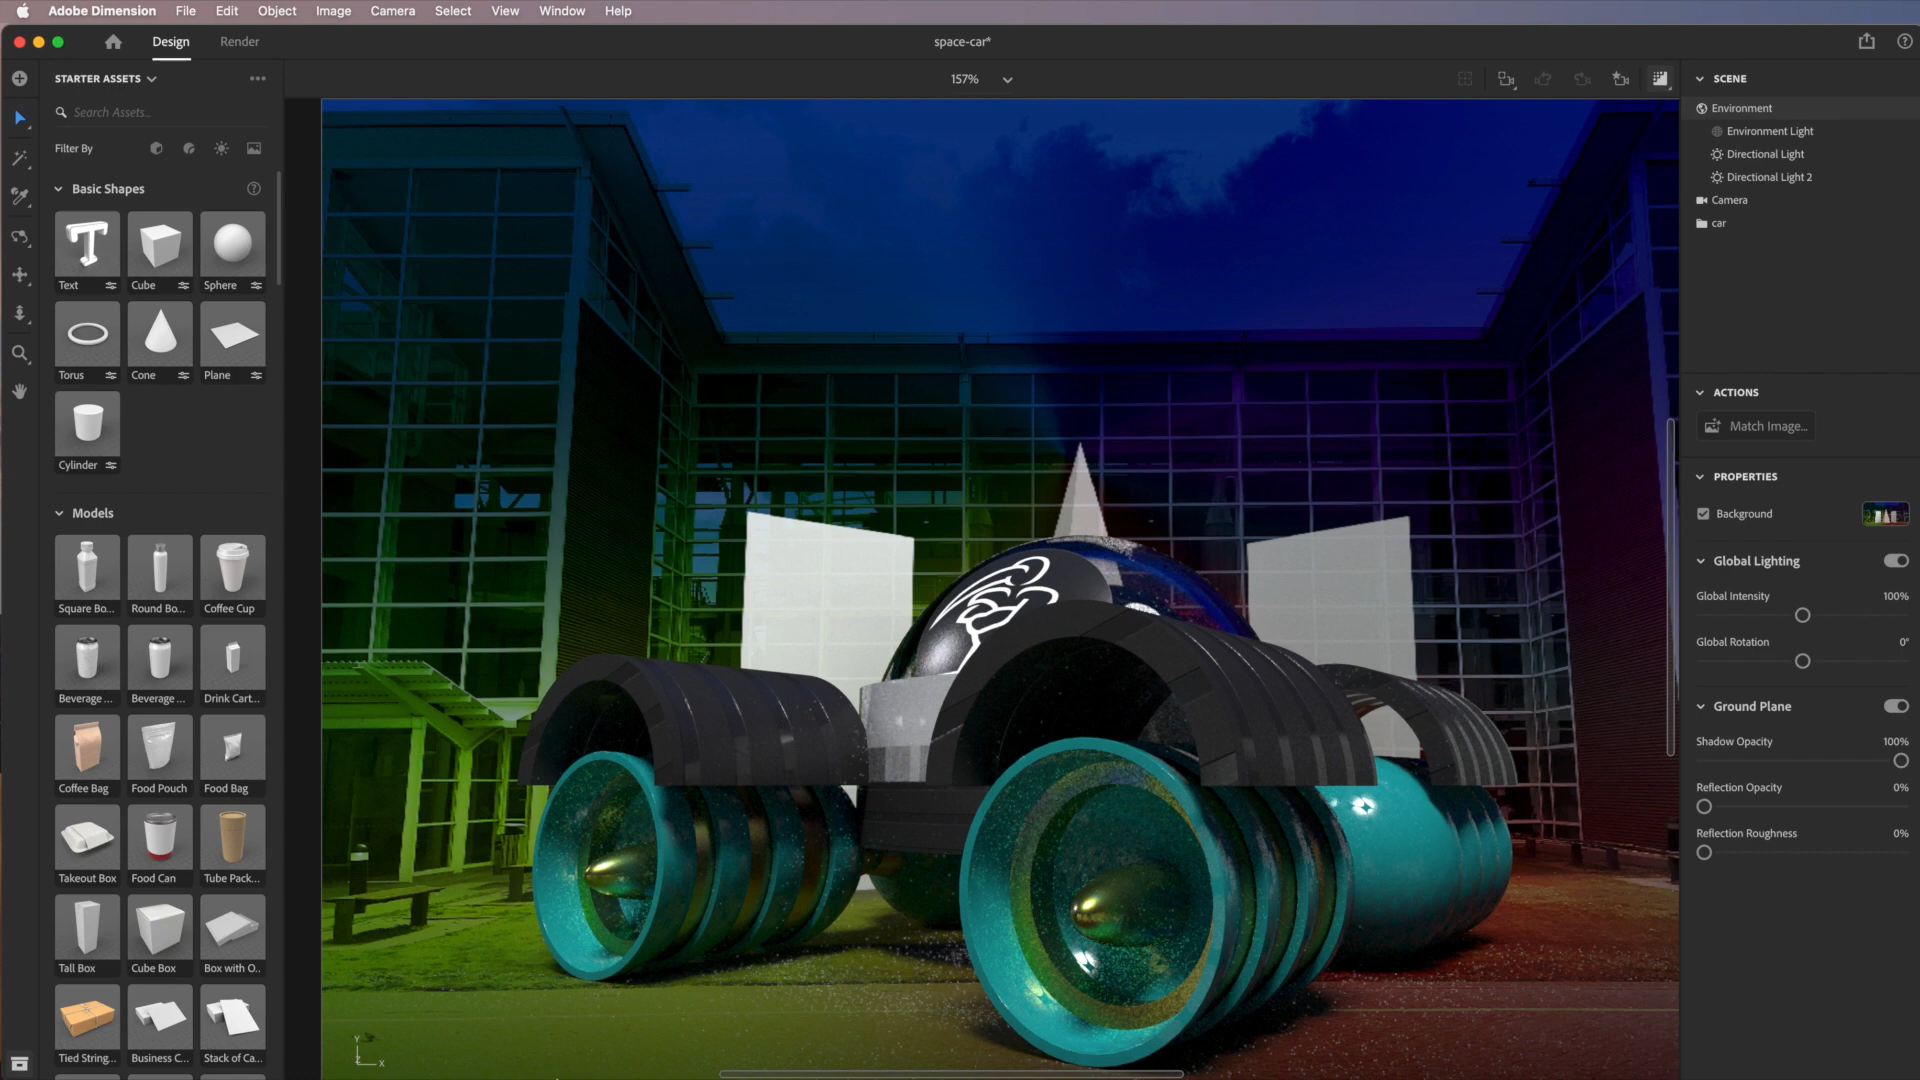 Adobe Dimension File Edit Object Image Camera Select View Window Help
Design Render space-car*
STARTER ASSETS
157%
Search Assets...
Filter By
Basic Shapes
Text Cube Sphere
Torus Cone Plane
Cylinder
Models
Square Bo... Round Bo... Coffee Cup
Beverage ... Beverage ... Drink Cart...
Coffee Bag Food Pouch Food Bag
Takeout Box Food Can Tube Pack...
Tall Box Cube Box Box with O..
Tied String... Business C... Stack of Ca...
Y
Z X
SCENE
Environment
Environment Light
Directional Light
Directional Light 2
Camera
car
ACTIONS
Match Image...
PROPERTIES
Background
Global Lighting
Global Intensity 100%
Global Rotation 0°
Ground Plane
Shadow Opacity 100%
Reflection Opacity 0%
Reflection Roughness 0%